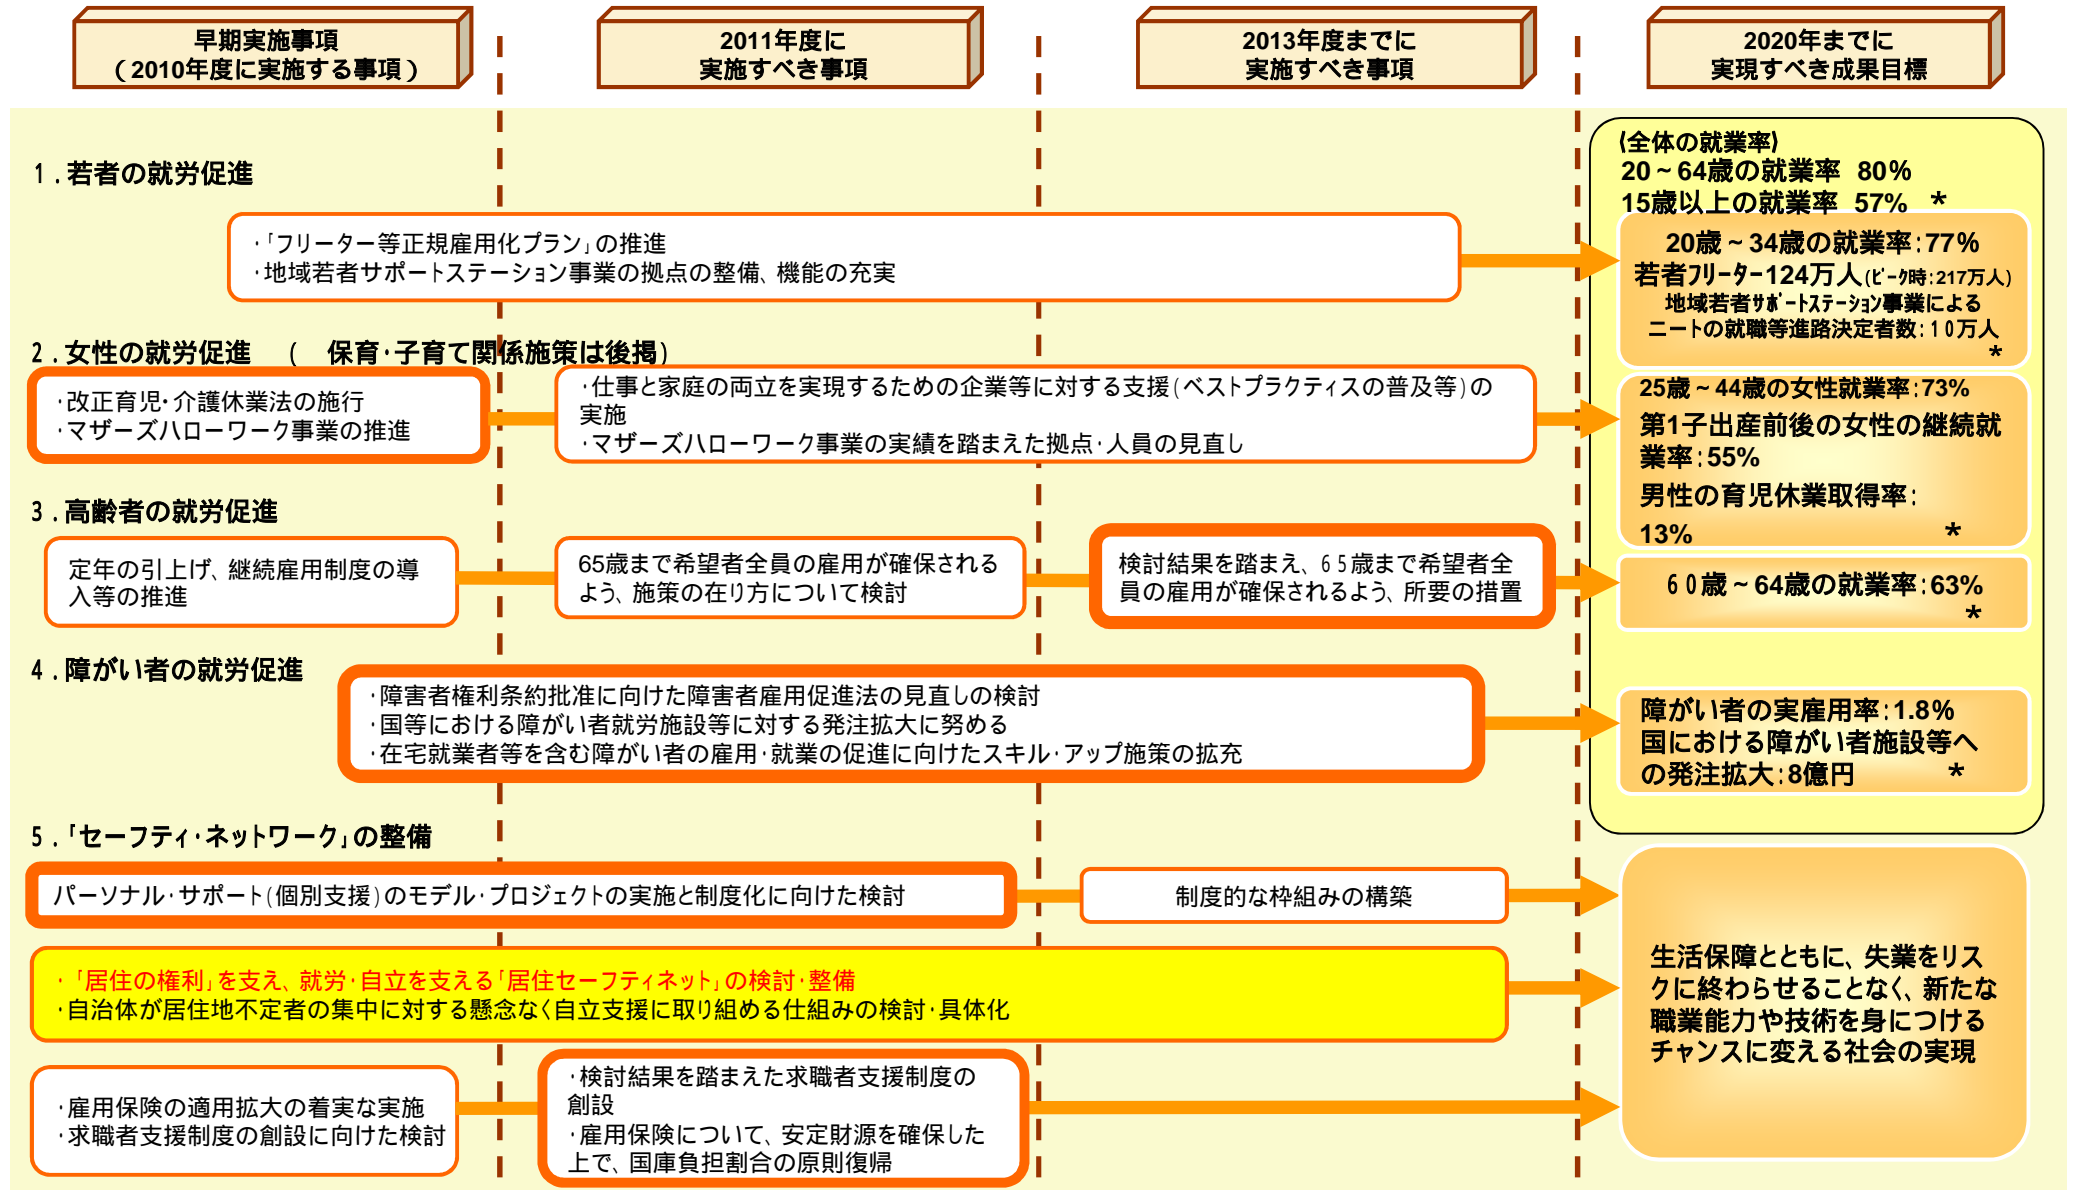 早期実施事項
(2010年度に実施する事項)
2011年度に
実施すべき事項
2013年度までに
実施すべき事項
2020年までに
実現すべき成果目標
1.若者の就労促進
・「フリーター等正規雇用化プラン」の推進
・地域若者サポートステーション事業の拠点の整備、機能の充実
(全体の就業率)
20~64歳の就業率 80%
15歳以上の就業率 57% *
20歳~34歳の就業率:77%
若者フリーター124万人(ピーク時:217万人)
地域若者サポートステーション事業による
ニートの就職等進路決定者数:10万人
*
2.女性の就労促進 ( 保育・子育て関係施策は後掲)
・改正育児・介護休業法の施行
・マザーズハローワーク事業の推進
・仕事と家庭の両立を実現するための企業等に対する支援(ベストプラクティスの普及等)の
実施
・マザーズハローワーク事業の実績を踏まえた拠点・人員の見直し
25歳~44歳の女性就業率:73%
第1子出産前後の女性の継続就
業率:55%
男性の育児休業取得率:
13% *
3.高齢者の就労促進
定年の引上げ、継続雇用制度の導
入等の推進
65歳まで希望者全員の雇用が確保される
よう、施策の在り方について検討
検討結果を踏まえ、65歳まで希望者全
員の雇用が確保されるよう、所要の措置
60歳~64歳の就業率:63%
*
4.障がい者の就労促進
・障害者権利条約批准に向けた障害者雇用促進法の見直しの検討
・国等における障がい者就労施設等に対する発注拡大に努める
・在宅就業者等を含む障がい者の雇用・就業の促進に向けたスキル・アップ施策の拡充
障がい者の実雇用率:1.8%
国における障がい者施設等へ
の発注拡大:8億円 *
5.「セーフティ・ネットワーク」の整備
パーソナル・サポート(個別支援)のモデル・プロジェクトの実施と制度化に向けた検討
制度的な枠組みの構築
・「居住の権利」を支え、就労・自立を支える「居住セーフティネット」の検討・整備
・自治体が居住地不定者の集中に対する懸念なく自立支援に取り組める仕組みの検討・具体化
・雇用保険の適用拡大の着実な実施
・求職者支援制度の創設に向けた検討
・検討結果を踏まえた求職者支援制度の
創設
・雇用保険について、安定財源を確保した
上で、国庫負担割合の原則復帰
生活保障とともに、失業をリス
クに終わらせることなく、新たな
職業能力や技術を身につける
チャンスに変える社会の実現